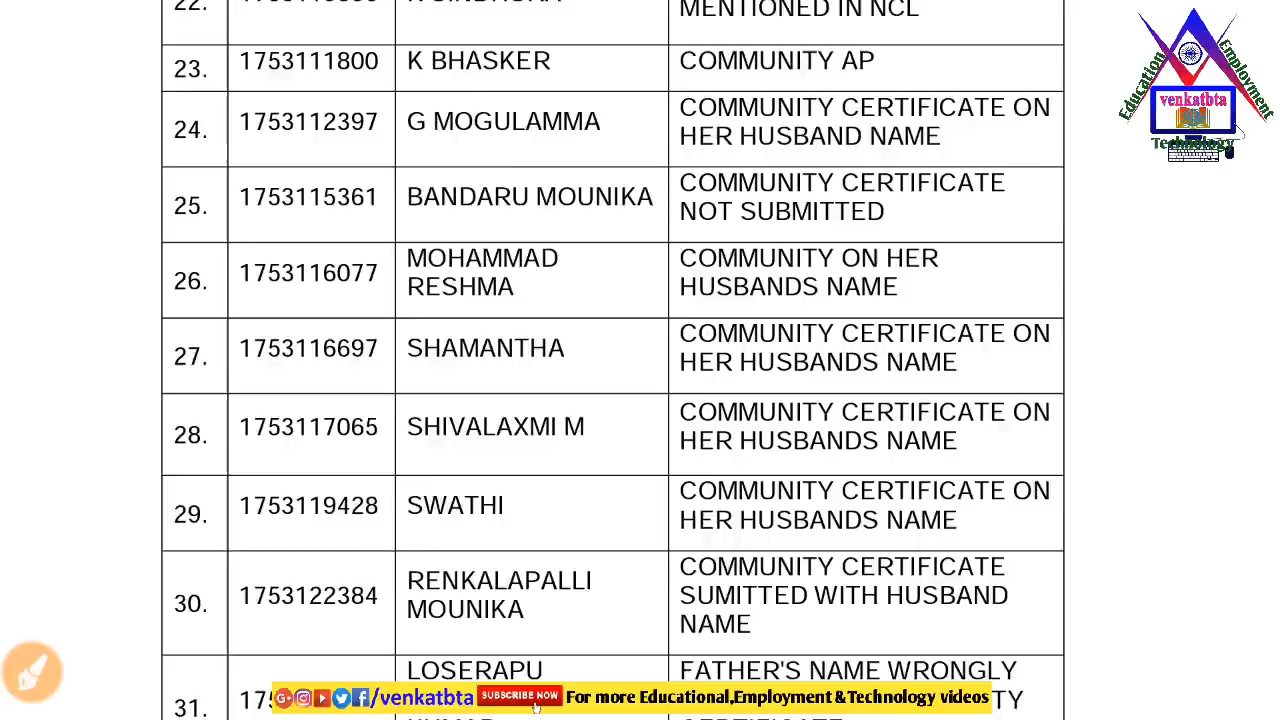 22.
MENTIONED IN NCL
23.
1753111800
K BHASKER
COMMUNITY AP
24.
1753112397
G MOGULAMMA
COMMUNITY CERTIFICATE ON
HER HUSBAND NAME
25.
1753115361
BANDARU MOUNIKA
COMMUNITY CERTIFICATE
NOT SUBMITTED
26.
1753116077
MOHAMMAD
RESHMA
COMMUNITY ON HER
HUSBANDS NAME
27.
1753116697
SHAMANTHA
COMMUNITY CERTIFICATE ON
HER HUSBANDS NAME
28.
1753117065
SHIVALAXMI M
COMMUNITY CERTIFICATE ON
HER HUSBANDS NAME
29.
1753119428
SWATHI
COMMUNITY CERTIFICATE ON
HER HUSBANDS NAME
30.
1753122384
RENKALAPALLI
MOUNIKA
COMMUNITY CERTIFICATE
SUMITTED WITH HUSBAND
NAME
31.
LOSERAPU
FATHER'S NAME WRONGLY
Education
Employment
venkatbta
Technology
/venkatbta
SUBSCRIBE NOW
For more Educational,Employment &Technology videos